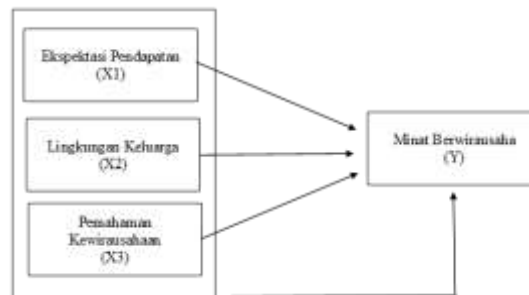 Ekspektasi Pendapatan
(X1)
Lingkungan Keluarga
(X2)
Pemahaman
Kewirausahaan
(X3)
Minat Berwirausaha
(Y)